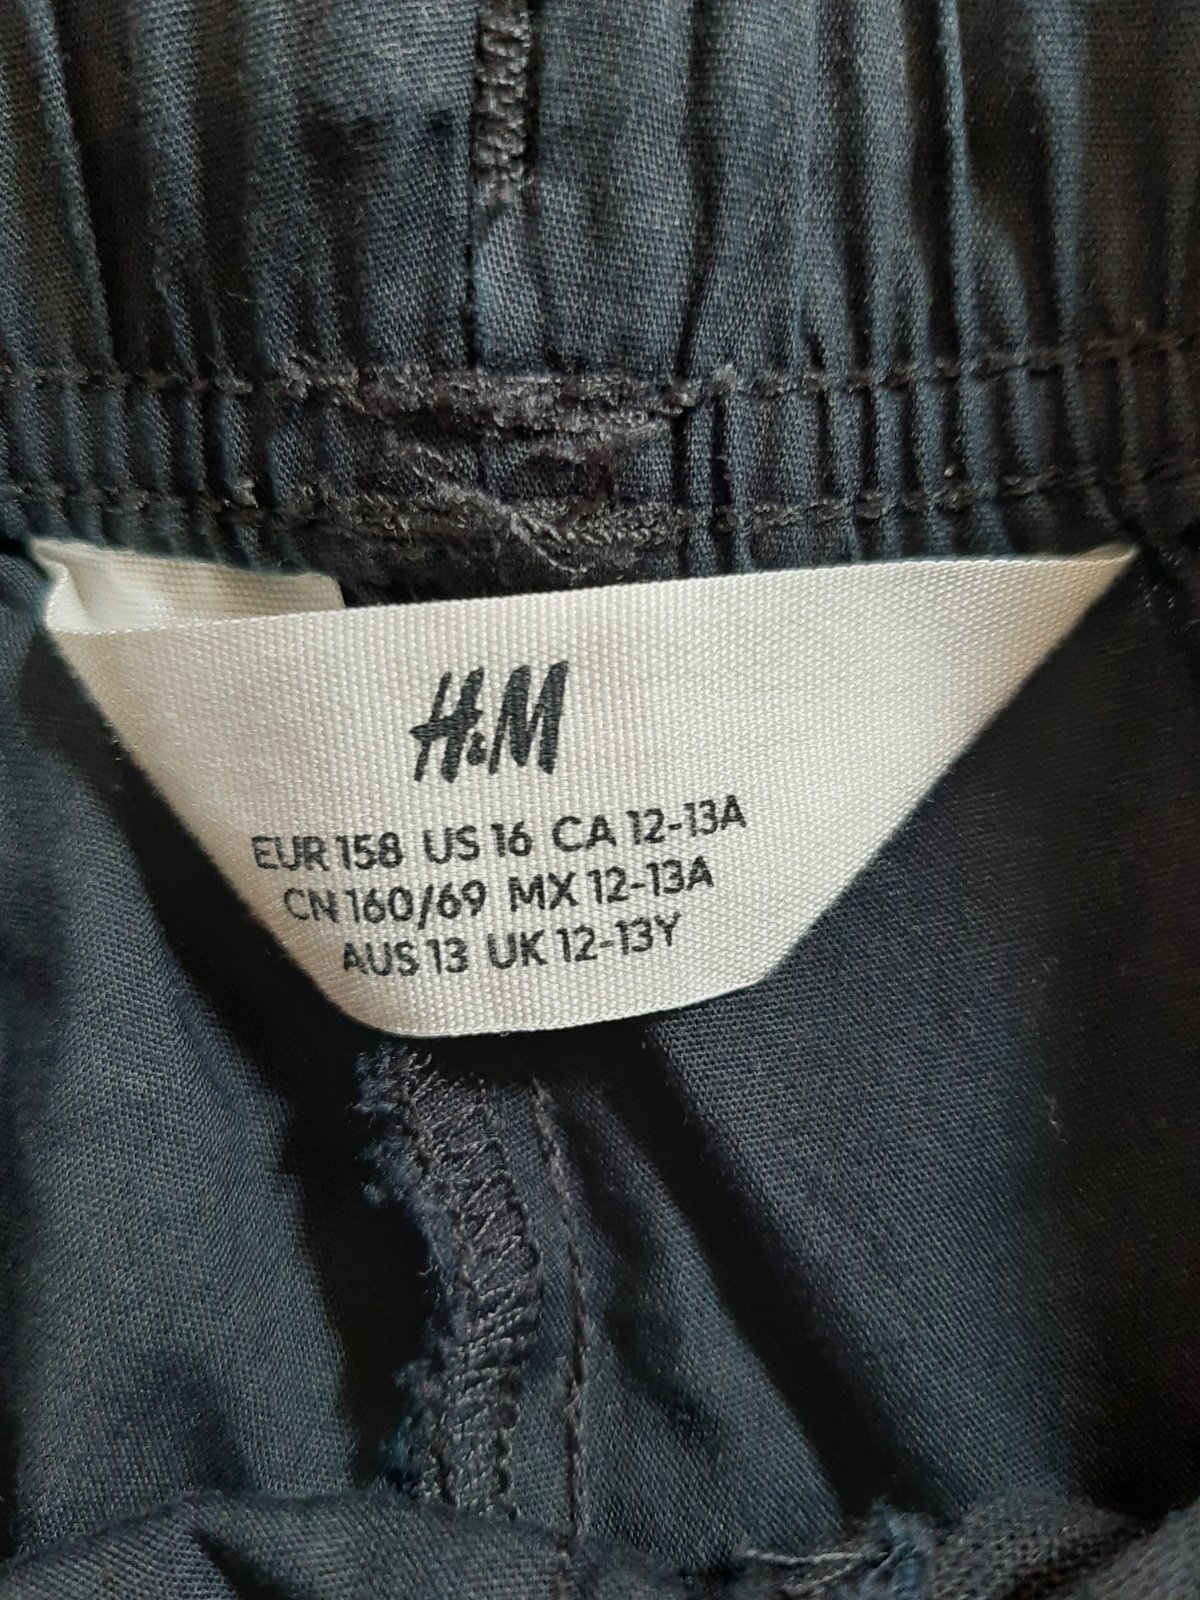 H&M
EUR 158 US 16 CA 12-13A
CN 160/69 MX 12-13A
AUS 13 UK 12-13Y